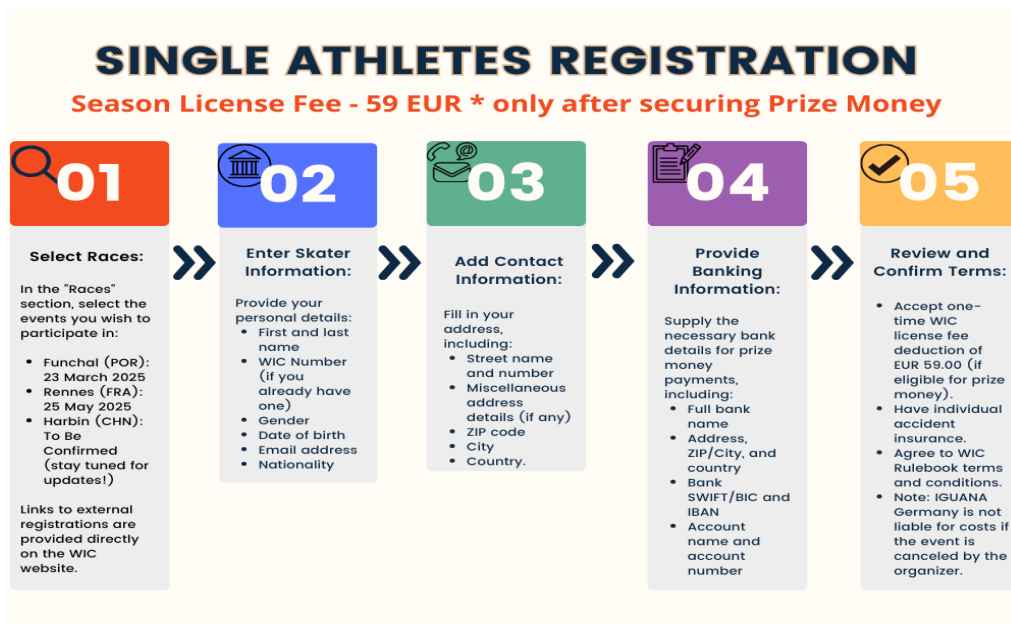 SINGLE ATHLETES REGISTRATION
Season License Fee - 59 EUR * only after securing Prize Money
01
Select Races:
In the "Races"
section, select the
events you wish to
participate in:
• Funchal (POR):
23 March 2025
• Rennes (FRA):
25 May 2025
• Harbin (CHN):
To Be
Confirmed
(stay tuned for
updates!)
Links to external
registrations are
provided directly
on the WIC
website.
02
Enter Skater
Information:
Provide your
personal details:
• First and last
name
• WIC Number
(if you
already have
one)
• Gender
• Date of birth
• Email address
• Nationality
03
Add Contact
Information:
Fill in your
address,
including:
• Street name
and number
• Miscellaneous
address
details (if any)
• ZIP code
• City
• Country.
04
Provide
Banking
Information:
Supply the
necessary bank
details for prize
money
payments,
including:
• Full bank
name
• Address,
ZIP/City, and
country
• Bank
SWIFT/BIC and
IBAN
• Account
name and
account
number
05
Review and
Confirm Terms:
• Accept one-
time WIC
license fee
deduction of
EUR 59.00 (if
eligible for prize
money).
• Have individual
accident
insurance.
• Agree to WIC
Rulebook terms
and conditions.
• Note: IGUANA
Germany is not
liable for costs if
the event is
canceled by the
organizer.